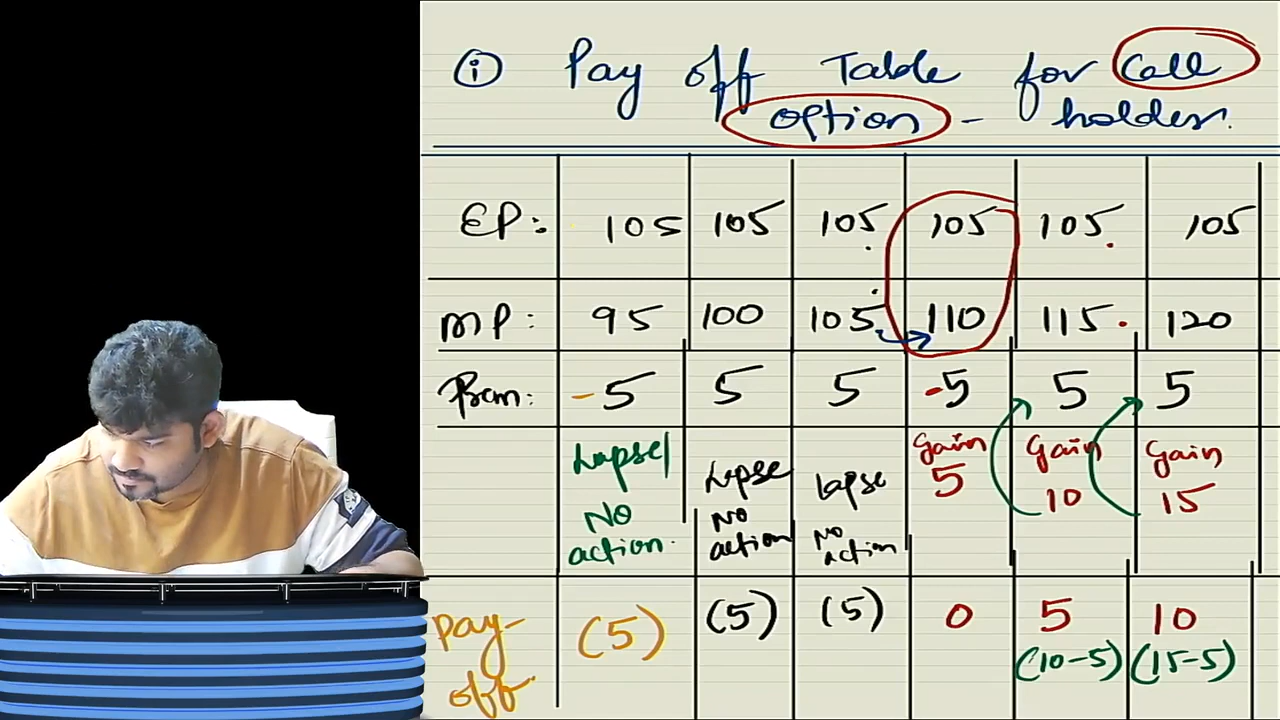 (i) Pay off Table for Call
option - holder.
EP: 105 105 105 105 105 105
MP: 95 100 105 110 115 120
Prem: -5 5 5 -5 5 5
Lapse/ Lapse Lapse Gain Gain Gain
No No No 5 10 15
action action action
Pay- (5) (5) (5) 0 5 10
off (10-5) (15-5)